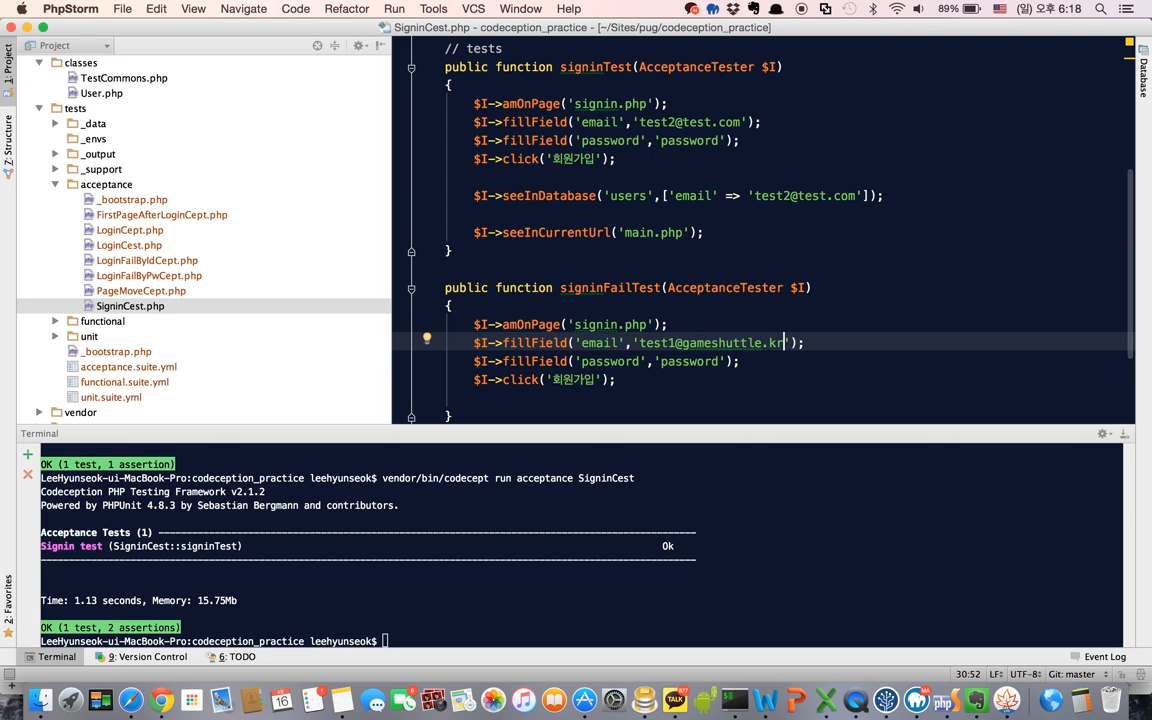 PhpStorm File Edit View Navigate Code Refactor Run Tools VCS Window Help 89% (일) 오후 6:18
SigninCest.php - codeception_practice - [~/Sites/pug/codeception_practice]
Project
1: Project
Z: Structure
2: Favorites
Database
classes
TestCommons.php
User.php
tests
_data
_envs
_output
_support
acceptance
_bootstrap.php
FirstPageAfterLoginCept.php
LoginCept.php
LoginCest.php
LoginFailByIdCept.php
LoginFailByPwCept.php
PageMoveCept.php
SigninCest.php
functional
unit
_bootstrap.php
acceptance.suite.yml
functional.suite.yml
unit.suite.yml
vendor
// tests
public function signinTest(AcceptanceTester $I)
{
$I->amOnPage('signin.php');
$I->fillField('email','test2@test.com');
$I->fillField('password','password');
$I->click('회원가입');
$I->seeInDatabase('users',['email' => 'test2@test.com']);
$I->seeInCurrentUrl('main.php');
}
public function signinFailTest(AcceptanceTester $I)
{
$I->amOnPage('signin.php');
$I->fillField('email','test1@gameshuttle.kr');
$I->fillField('password','password');
$I->click('회원가입');
}
Terminal
OK (1 test, 1 assertion)
LeeHyunseok-ui-MacBook-Pro:codeception_practice leehyunseok$ vendor/bin/codecept run acceptance SigninCest
Codeception PHP Testing Framework v2.1.2
Powered by PHPUnit 4.8.3 by Sebastian Bergmann and contributors.
Acceptance Tests (1) ----------------------------------------
Signin test (SigninCest::signinTest) Ok
Time: 1.13 seconds, Memory: 15.75Mb
OK (1 test, 2 assertions)
LeeHyunseok-ui-MacBook-Pro:codeception_practice leehyunseok$
Terminal 9: Version Control 6: TODO Event Log
30:52 LF÷ UTF-8÷ Git: master÷